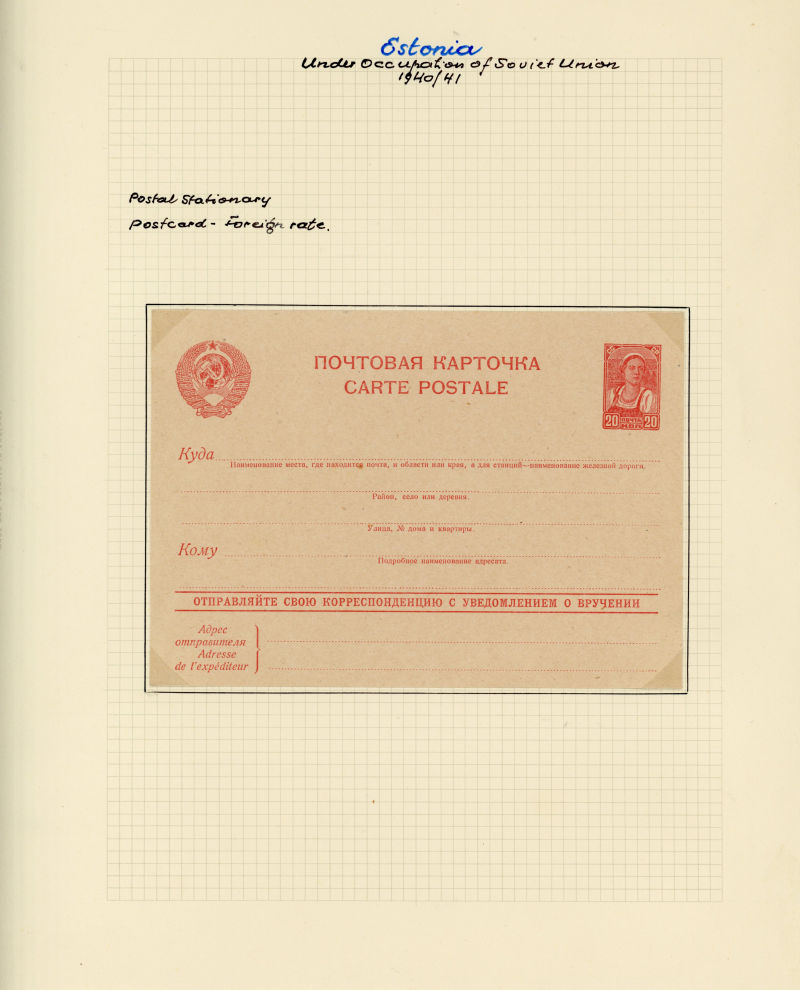 Estonia
Under Occupation of Soviet Union
1940/41
Postal Stationary
Postcard - Foreign rate.
ПОЧТОВАЯ КАРТОЧКА
CARTE POSTALE
20 ПОЧТА 20
Куда
Наименование места, где находится почта, и области или края, а для станций—наименование железной дороги.
Район, село или деревня.
Улица, № дома и квартиры.
Кому
Подробное наименование адресата.
ОТПРАВЛЯЙТЕ СВОЮ КОРРЕСПОНДЕНЦИЮ С УВЕДОМЛЕНИЕМ О ВРУЧЕНИИ
Адрес
отправителя
Adresse
de l'expéditeur